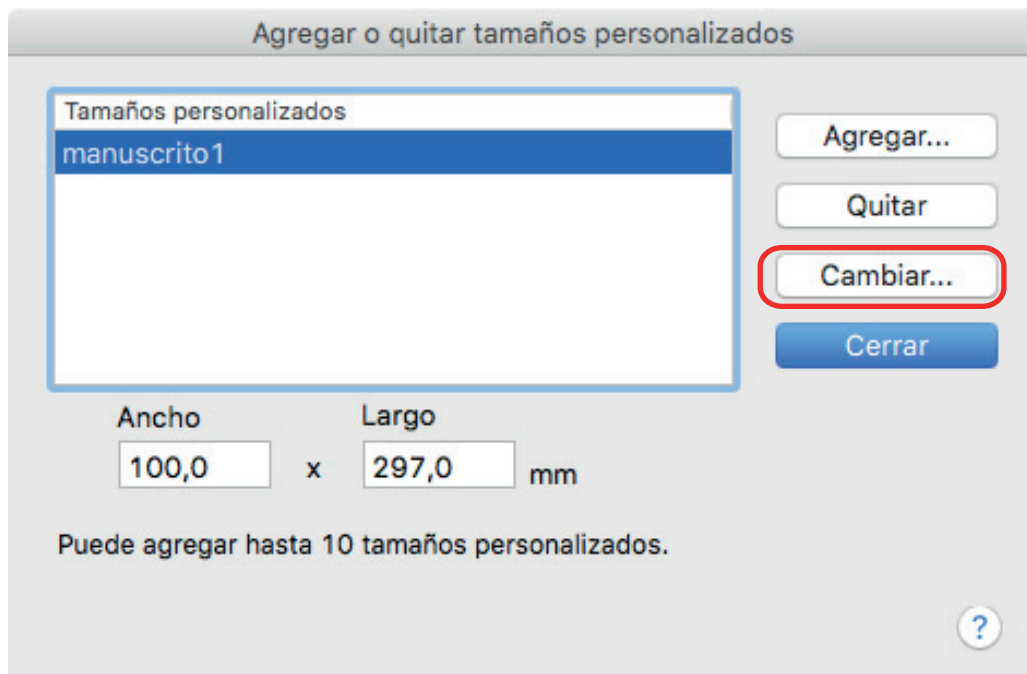 Agregar o quitar tamaños personalizados
Tamaños personalizados
manuscrito1
Agregar...
Quitar
Cambiar...
Cerrar
Ancho Largo
100,0 x 297,0 mm
Puede agregar hasta 10 tamaños personalizados.
?